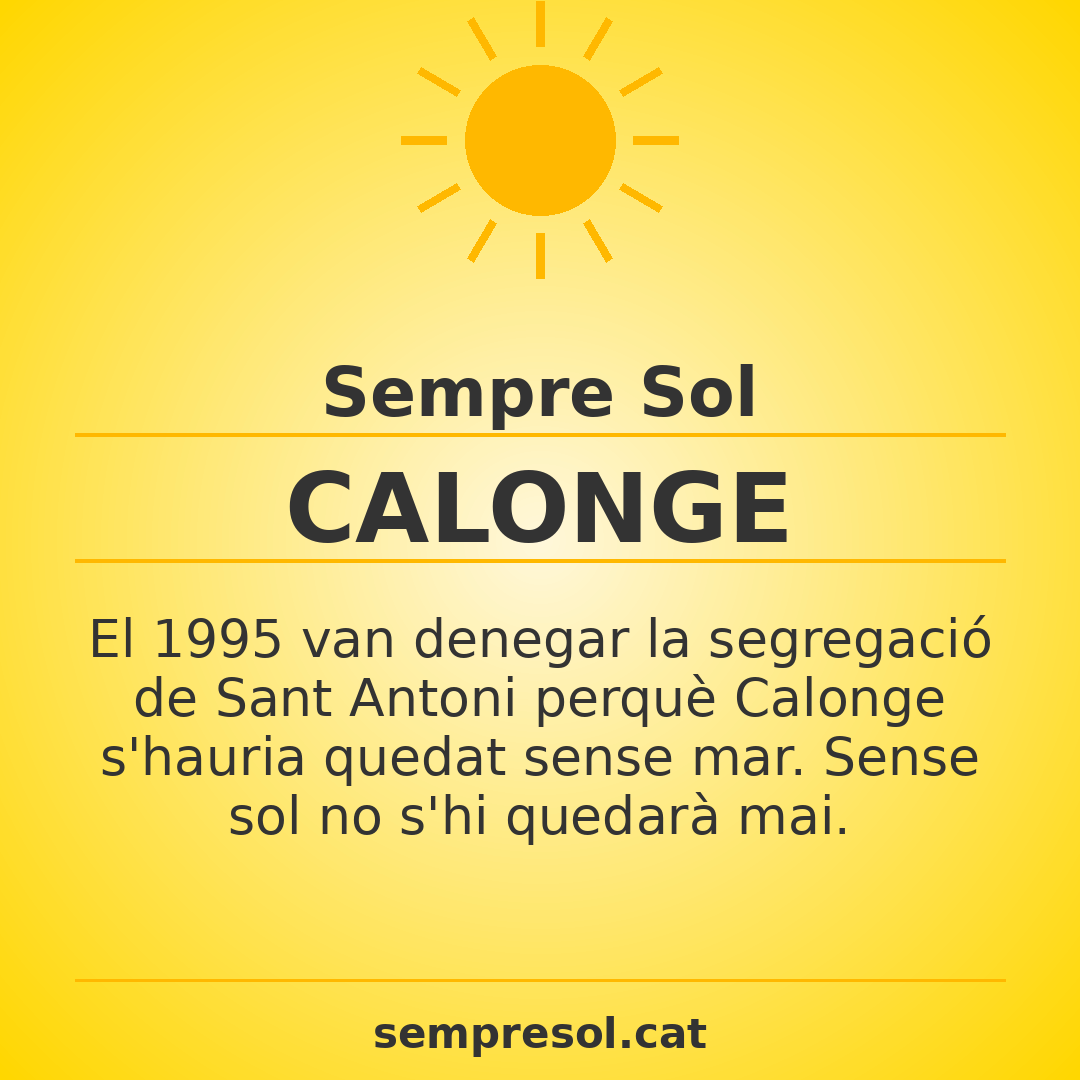 Sempre Sol
CALONGE
El 1995 van denegar la segregació
de Sant Antoni perquè Calonge
s'hauria quedat sense mar. Sense
sol no s'hi quedarà mai.
sempresol.cat